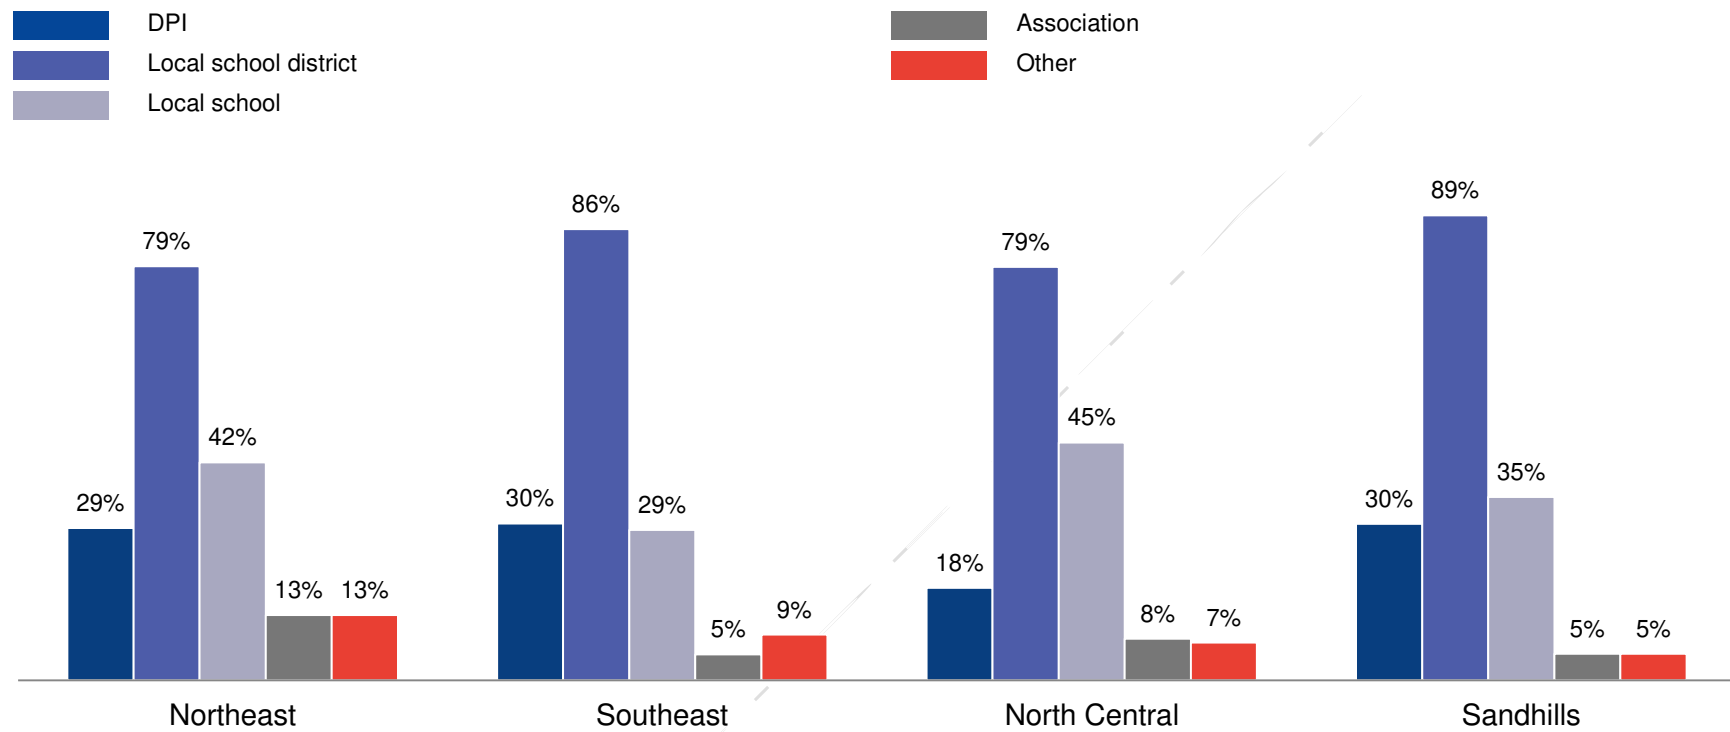 DPI
Local school district
Local school
Association
Other
29%
79%
42%
13%
13%
30%
86%
29%
5%
9%
18%
79%
45%
8%
7%
30%
89%
35%
5%
5%
Northeast
Southeast
North Central
Sandhills